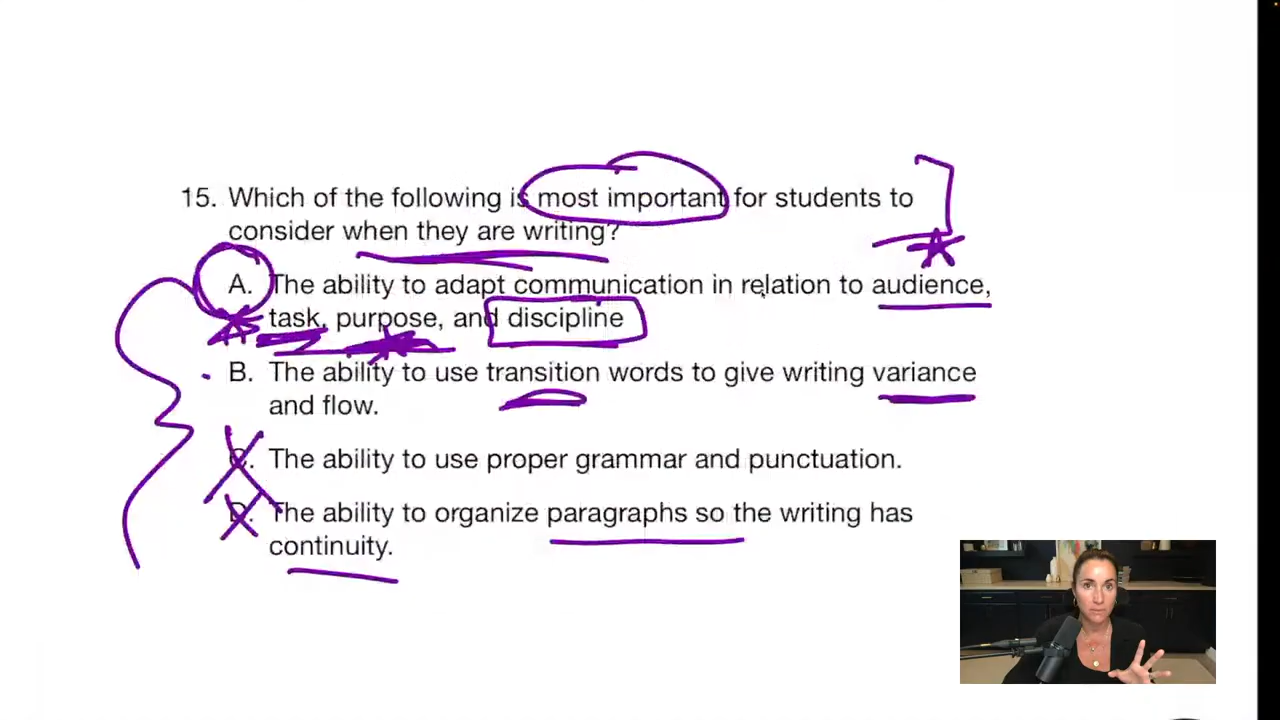 15. Which of the following is most important for students to
consider when they are writing?
A. The ability to adapt communication in relation to audience,
task, purpose, and discipline
B. The ability to use transition words to give writing variance
and flow.
C. The ability to use proper grammar and punctuation.
D. The ability to organize paragraphs so the writing has
continuity.